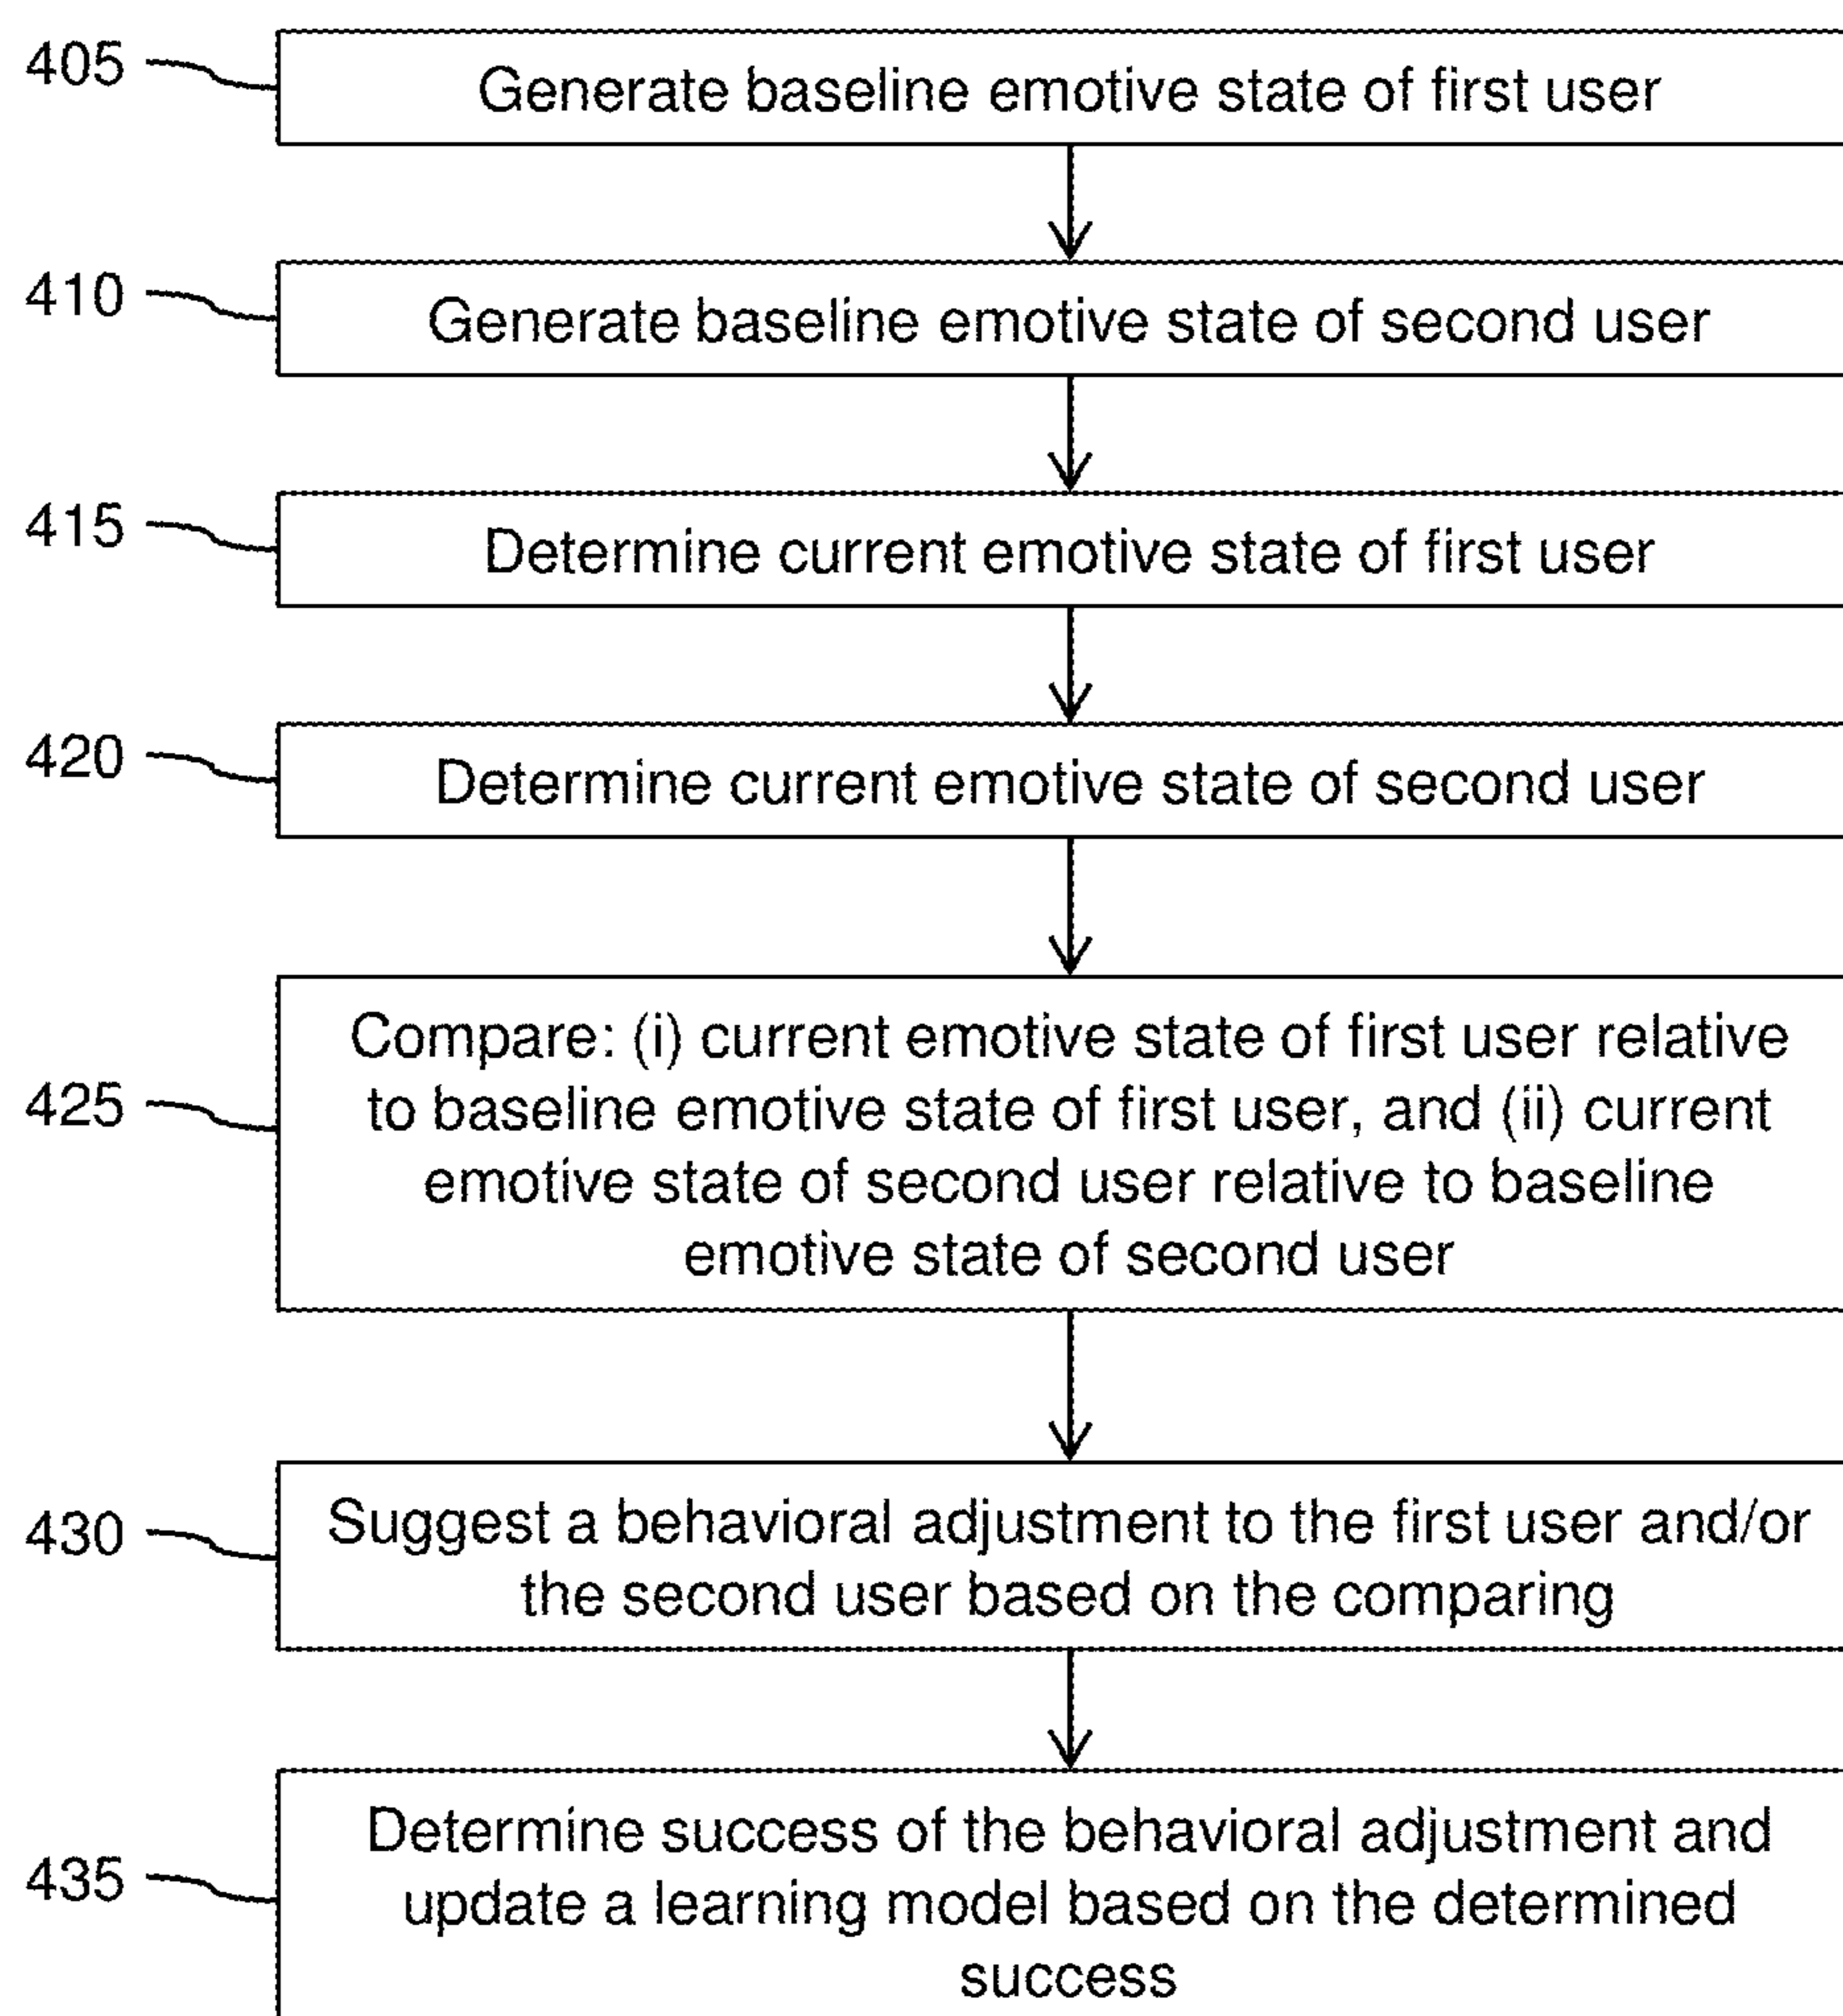 405
Generate baseline emotive state of first user
410
Generate baseline emotive state of second user
415
Determine current emotive state of first user
420
Determine current emotive state of second user
425
Compare: (i) current emotive state of first user relative
to baseline emotive state of first user, and (ii) current
emotive state of second user relative to baseline
emotive state of second user
430
Suggest a behavioral adjustment to the first user and/or
the second user based on the comparing
435
Determine success of the behavioral adjustment and
update a learning model based on the determined
success